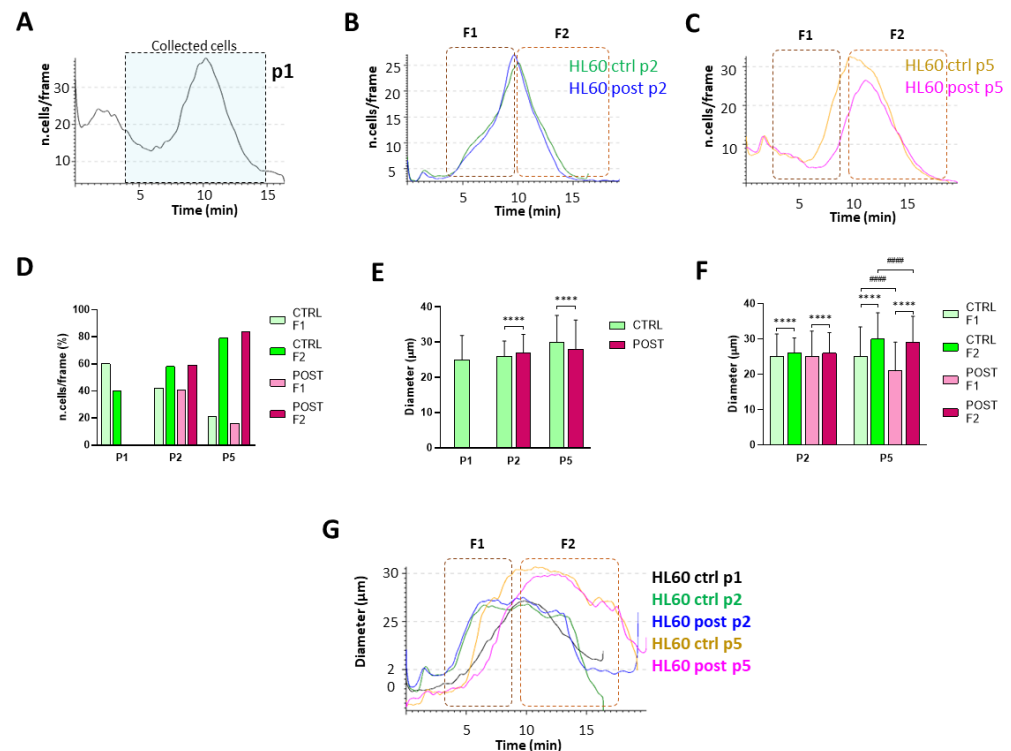 A
Collected cells
p1
n.cells/frame
30
20
10
5
10
15
Time (min)
B
F1
F2
HL60 ctrl p2
HL60 post p2
n.cells/frame
25
20
15
10
5
5
10
15
Time (min)
C
F1
F2
HL60 ctrl p5
HL60 post p5
n.cells/frame
30
20
10
5
10
15
Time (min)
D
n.cells/frame (%)
100
80
60
40
20
0
P1
P2
P5
CTRL
F1
CTRL
F2
POST
F1
POST
F2
E
Diameter (µm)
40
30
20
10
0
****
****
P1
P2
P5
CTRL
POST
F
Diameter (µm)
40
30
20
10
0
####
####
****
****
****
****
P2
P5
CTRL
F1
CTRL
F2
POST
F1
POST
F2
G
F1
F2
Diameter (µm)
30
25
2
0
5
10
15
Time (min)
HL60 ctrl p1
HL60 ctrl p2
HL60 post p2
HL60 ctrl p5
HL60 post p5